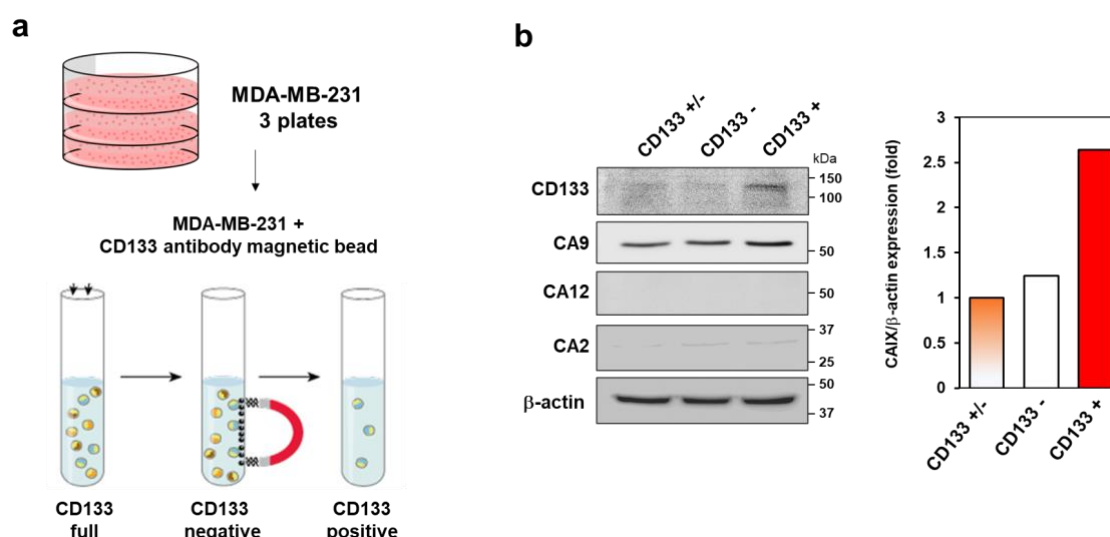 a
MDA-MB-231
3 plates
MDA-MB-231 +
CD133 antibody magnetic bead
CD133
full
CD133
negative
CD133
positive
b
CD133 +/-
CD133 -
CD133 +
kDa
CD133
150
100
CA9
50
CA12
50
CA2
37
25
β-actin
50
37
CAIX/β-actin expression (fold)
3
2.5
2
1.5
1
0.5
0
CD133 +/-
CD133 -
CD133 +